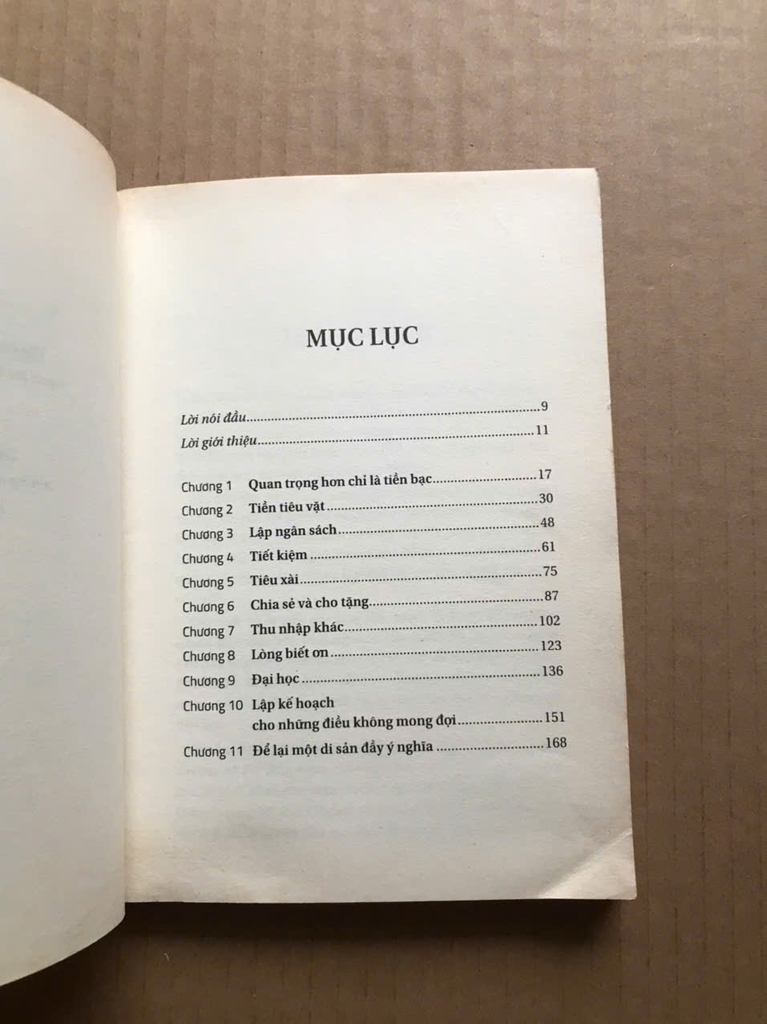 MỤC LỤC
Lời nói đầu....................................................................................9
Lời giới thiệu................................................................................11
Chương 1 Quan trọng hơn chỉ là tiền bạc..............................17
Chương 2 Tiền tiêu vặt.............................................................30
Chương 3 Lập ngân sách..........................................................48
Chương 4 Tiết kiệm..................................................................61
Chương 5 Tiêu xài.....................................................................75
Chương 6 Chia sẻ và cho tặng..................................................87
Chương 7 Thu nhập khác........................................................102
Chương 8 Lòng biết ơn............................................................123
Chương 9 Đại học....................................................................136
Chương 10 Lập kế hoạch
cho những điều không mong đợi........................151
Chương 11 Để lại một di sản đầy ý nghĩa...............................168